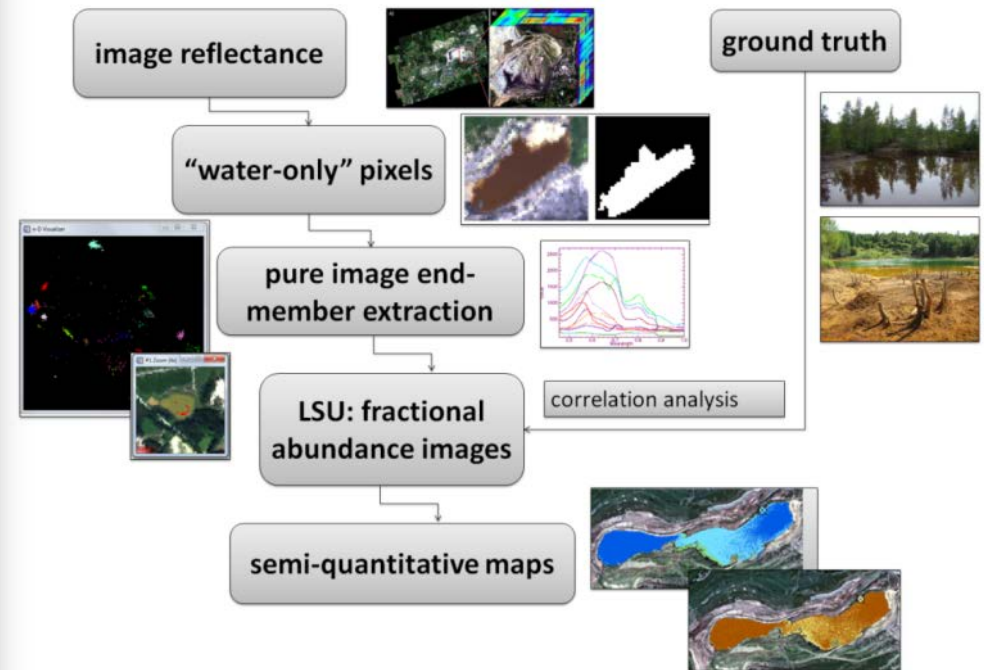 image reflectance
ground truth
“water-only” pixels
n-D Visualizer
pure image end-
member extraction
LSU: fractional
abundance images
correlation analysis
semi-quantitative maps